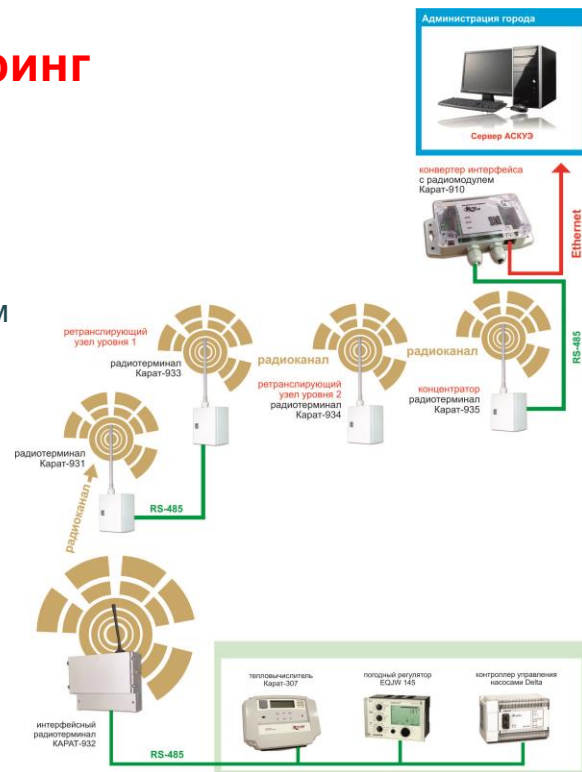 ринг
м
Администрация города
Сервер АСКУЭ
конвертер интерфейса
с радиомодулем
Карат-910
Ethernet
RS-485
ретранслирующий
узел уровня 1
радиотерминал
Карат-933
радиоканал
ретранслирующий
узел уровня 2
радиотерминал
Карат-934
радиоканал
концентратор
радиотерминал
Карат-935
радиотерминал
Карат-931
RS-485
радиоканал
интерфейсный
радиотерминал
КАРАТ-932
RS-485
тепловычислитель
Карат-307
погодный регулятор
EQJW 145
контроллер управления
насосами Delta